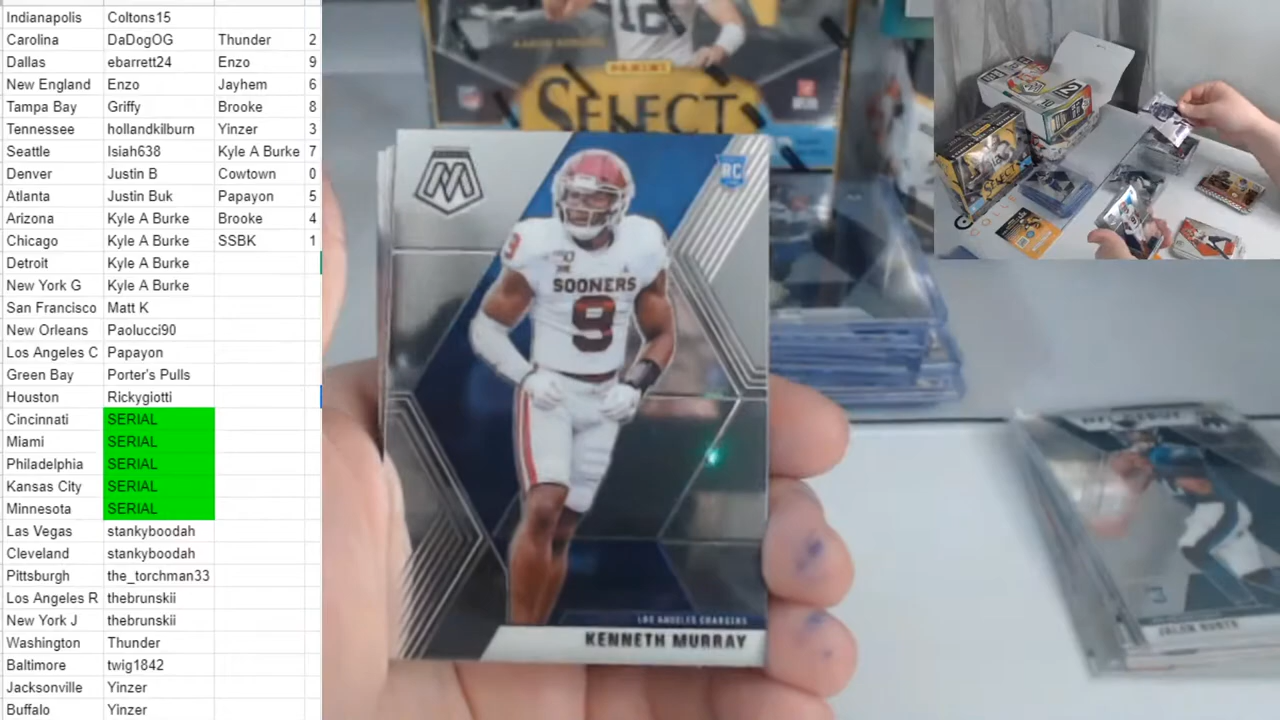 Indianapolis Coltons15
Carolina DaDogOG Thunder 2
Dallas ebarrett24 Enzo 9
New England Enzo Jayhem 6
Tampa Bay Griffy Brooke 8
Tennessee hollandkilburn Yinzer 3
Seattle Isiah638 Kyle A Burke 7
Denver Justin B Cowtown 0
Atlanta Justin Buk Papayon 5
Arizona Kyle A Burke Brooke 4
Chicago Kyle A Burke SSBK 1
Detroit Kyle A Burke
New York G Kyle A Burke
San Francisco Matt K
New Orleans Paolucci90
Los Angeles C Papayon
Green Bay Porter's Pulls
Houston Rickygiotti
Cincinnati SERIAL
Miami SERIAL
Philadelphia SERIAL
Kansas City SERIAL
Minnesota SERIAL
Las Vegas stankyboodah
Cleveland stankyboodah
Pittsburgh the_torchman33
Los Angeles R thebrunskii
New York J thebrunskii
Washington Thunder
Baltimore twig1842
Jacksonville Yinzer
Buffalo Yinzer
12
AARON RODGERS
PANINI
SELECT
RC
SOONERS
9
LOS ANGELES CHARGERS
KENNETH MURRAY
JALEN HURTS
SELECT